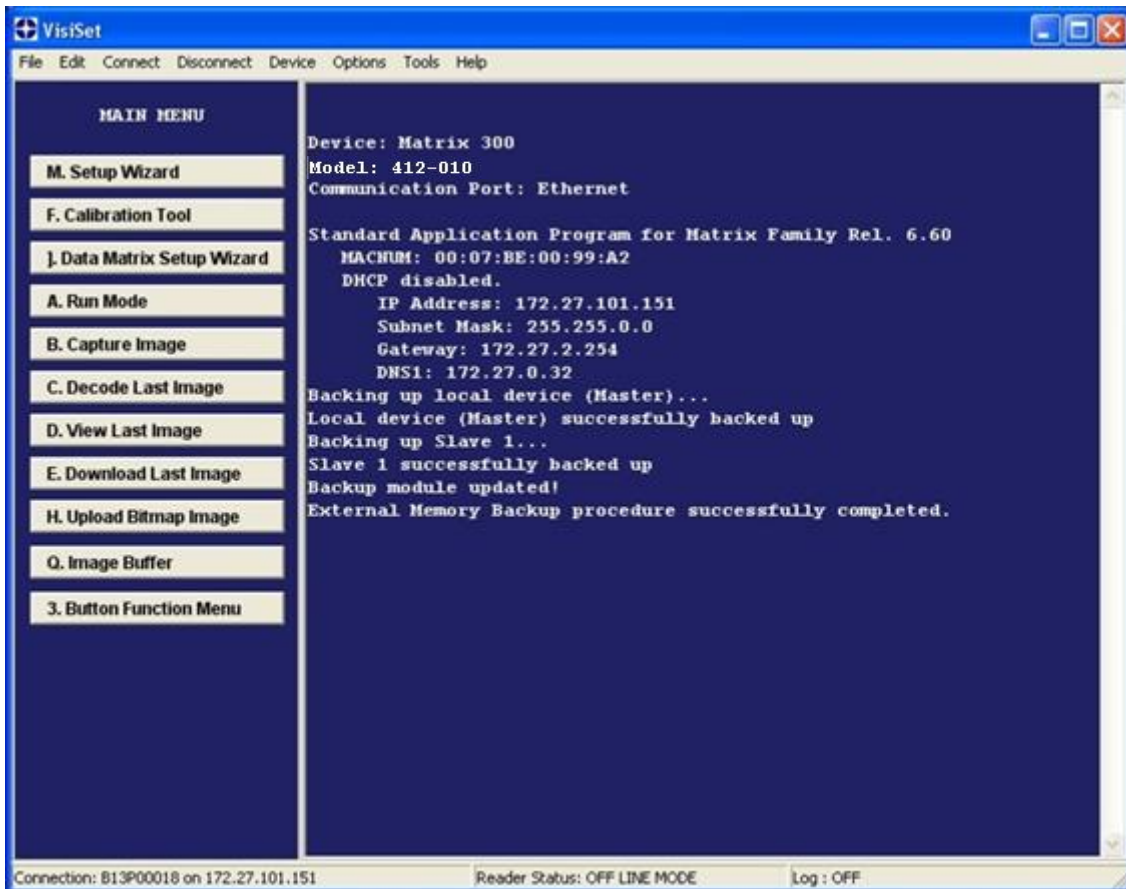 VisiSet
File Edit Connect Disconnect Device Options Tools Help
MAIN MENU
M. Setup Wizard
F. Calibration Tool
J. Data Matrix Setup Wizard
A. Run Mode
B. Capture Image
C. Decode Last Image
D. View Last Image
E. Download Last Image
H. Upload Bitmap Image
Q. Image Buffer
3. Button Function Menu
Device: Matrix 300
Model: 412-010
Communication Port: Ethernet
Standard Application Program for Matrix Family Rel. 6.60
MACNUM: 00:07:BE:00:99:A2
DHCP disabled.
IP Address: 172.27.101.151
Subnet Mask: 255.255.0.0
Gateway: 172.27.2.254
DNS1: 172.27.0.32
Backing up local device (Master)...
Local device (Master) successfully backed up
Backing up Slave 1...
Slave 1 successfully backed up
Backup module updated!
External Memory Backup procedure successfully completed.
Connection: B13P00018 on 172.27.101.151
Reader Status: OFF LINE MODE
Log : OFF